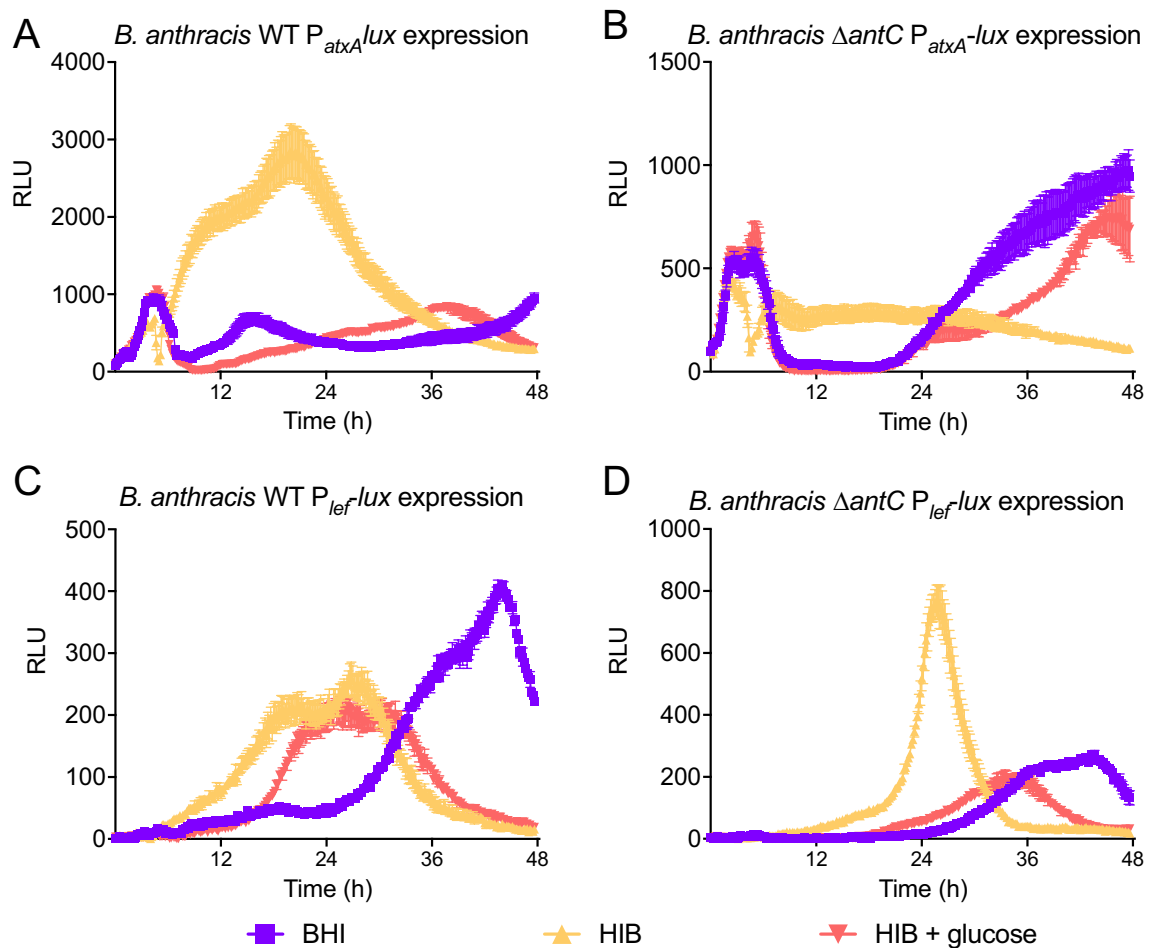 A
B. anthracis WT PatxAlux expression
4000
3000
2000
1000
0
RLU
12
24
36
48
Time (h)
B
B. anthracis ΔantC PatxA-lux expression
1500
1000
500
0
RLU
12
24
36
48
Time (h)
C
B. anthracis WT Plef-lux expression
500
400
300
200
100
0
RLU
12
24
36
48
Time (h)
D
B. anthracis ΔantC Plef-lux expression
1000
800
600
400
200
0
RLU
12
24
36
48
Time (h)
BHI
HIB
HIB + glucose